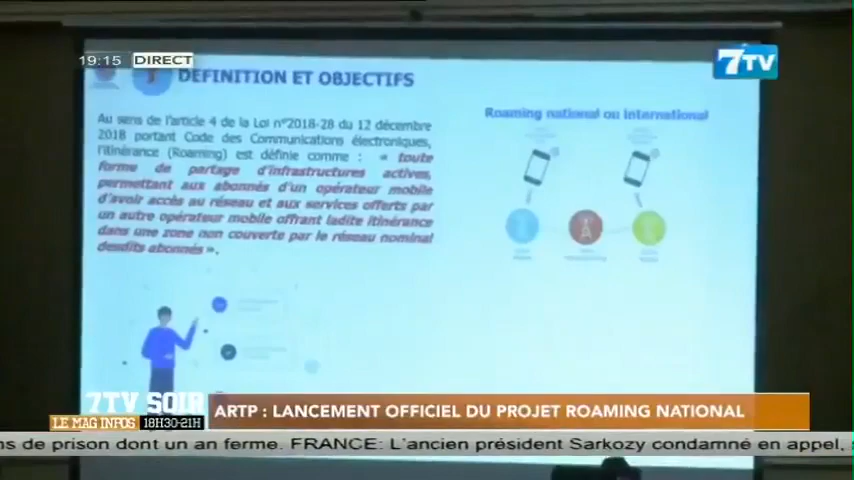 19:15 DIRECT
7TV
DEFINITION ET OBJECTIFS
Au sens de l'article 4 de la Loi n°2018-28 du 12 décembre
2018 portant Code des Communications électroniques,
l'itinérance (Roaming) est définie comme : « toute
forme de partage d'infrastructures actives,
permettant aux abonnés d'un opérateur mobile
d'avoir accès au réseau et aux services offerts par
un autre opérateur mobile offrant ladite itinérance
dans une zone non couverte par le réseau nominal
desdits abonnés ».
Roaming national ou international
7TV SOIR
LE MAG INFOS 18H30-21H
ARTP : LANCEMENT OFFICIEL DU PROJET ROAMING NATIONAL
ns de prison dont un an ferme. FRANCE: L'ancien président Sarkozy condamné en appel,